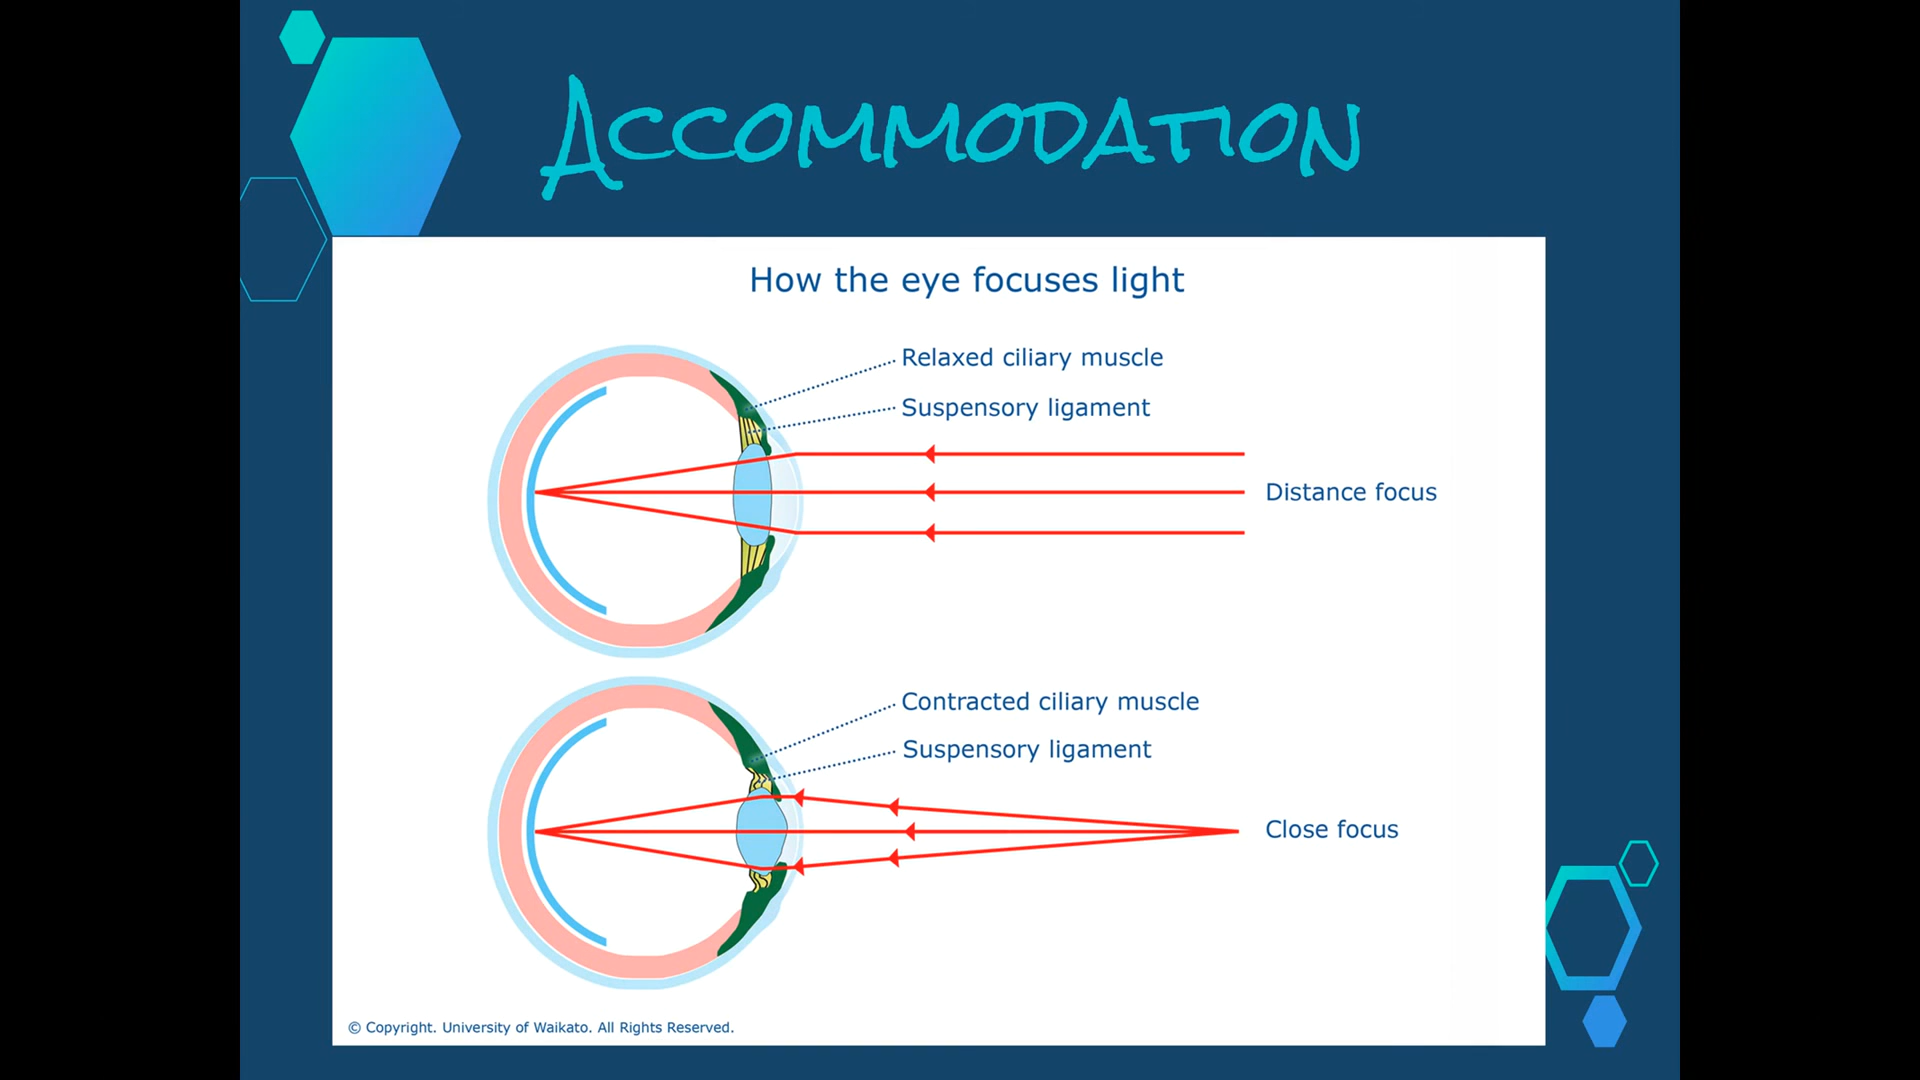 Accommodation
How the eye focuses light
Relaxed ciliary muscle
Suspensory ligament
Distance focus
Contracted ciliary muscle
Suspensory ligament
Close focus
© Copyright. University of Waikato. All Rights Reserved.